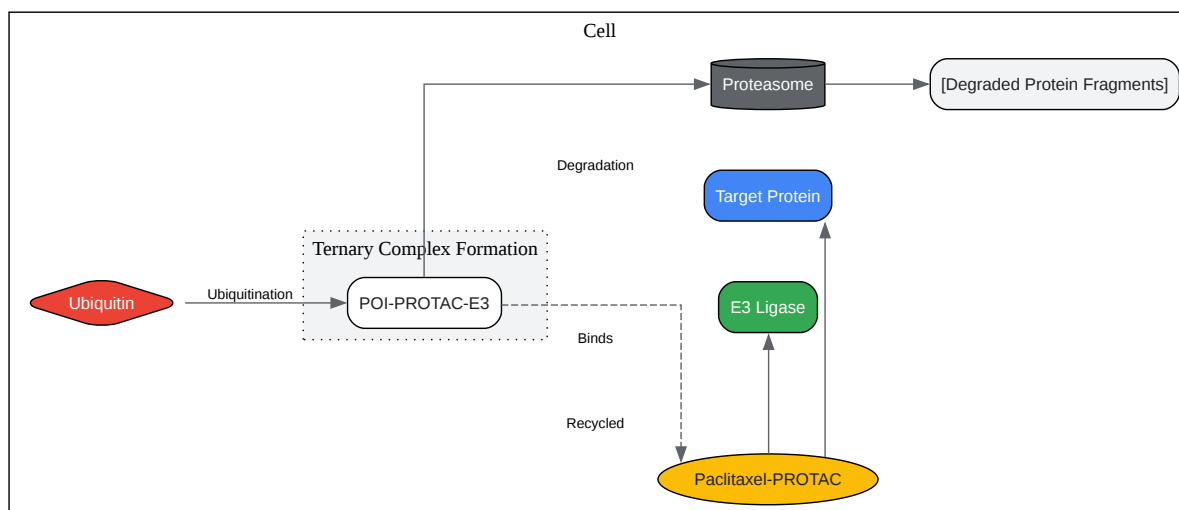 Cell
Proteasome
[Degraded Protein Fragments]
Degradation
Target Protein
Ternary Complex Formation
Ubiquitin
Ubiquitination
POI-PROTAC-E3
E3 Ligase
Binds
Recycled
Paclitaxel-PROTAC